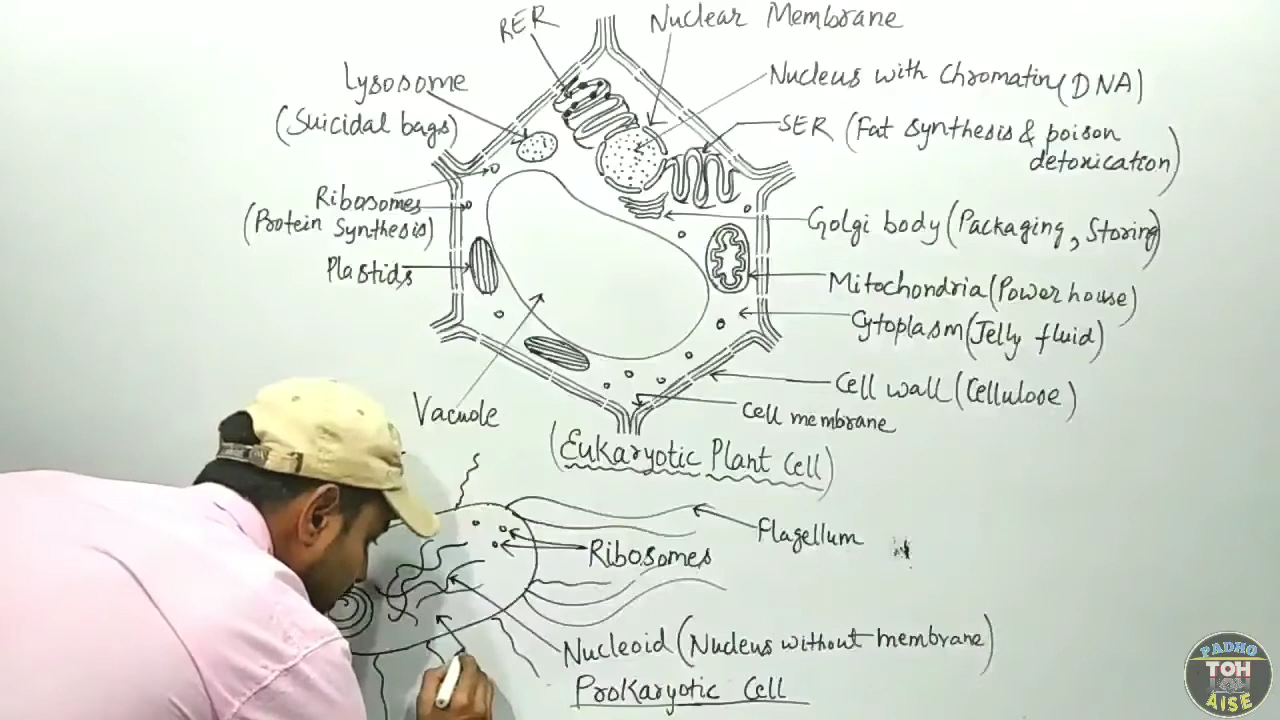 RER
Nuclear Membrane
Lysosome
(Suicidal bags)
Nucleus with Chromatin (DNA)
SER (Fat synthesis & poison
detoxication)
Ribosomes
(Protein Synthesis)
Golgi body (Packaging, Storing)
Plastids
Mitochondria (Power house)
Cytoplasm (Jelly fluid)
Cell wall (Cellulose)
Vacuole
Cell membrane
(Eukaryotic Plant Cell)
Flagellum
Ribosomes
Nucleoid (Nucleus without membrane)
Prokaryotic Cell
PADHO
TOH
AISE